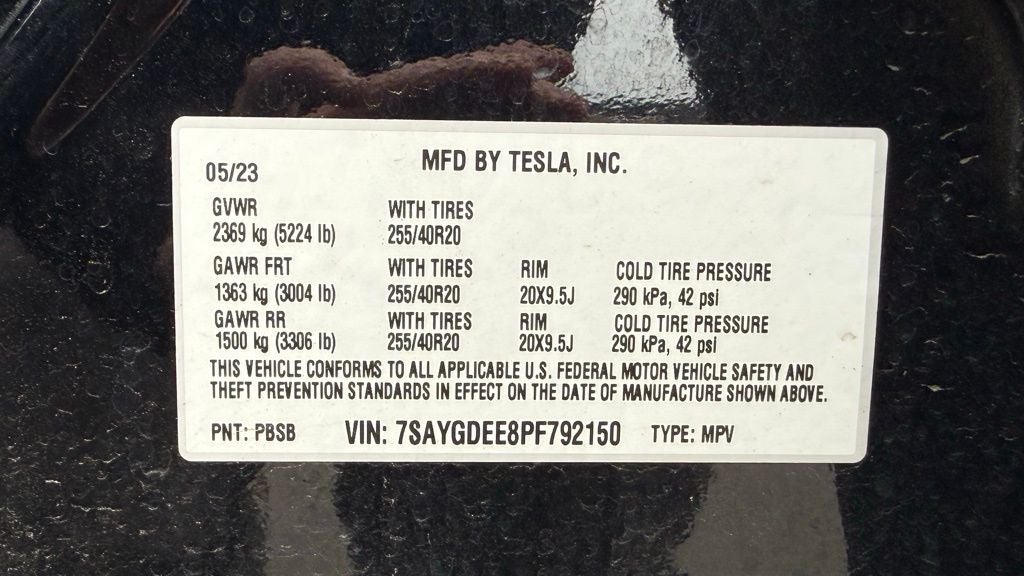 MFD BY TESLA, INC.
05/23
GVWR WITH TIRES
2369 kg (5224 lb) 255/40R20
GAWR FRT WITH TIRES RIM COLD TIRE PRESSURE
1363 kg (3004 lb) 255/40R20 20X9.5J 290 kPa, 42 psi
GAWR RR WITH TIRES RIM COLD TIRE PRESSURE
1500 kg (3306 lb) 255/40R20 20X9.5J 290 kPa, 42 psi
THIS VEHICLE CONFORMS TO ALL APPLICABLE U.S. FEDERAL MOTOR VEHICLE SAFETY AND
THEFT PREVENTION STANDARDS IN EFFECT ON THE DATE OF MANUFACTURE SHOWN ABOVE.
PNT: PBSB VIN: 7SAYGDEE8PF792150 TYPE: MPV